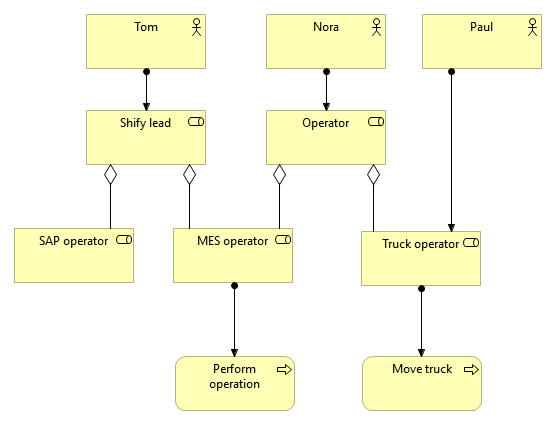 Tom
Nora
Paul
Shify lead
Operator
SAP operator
MES operator
Truck operator
Perform
operation
Move truck